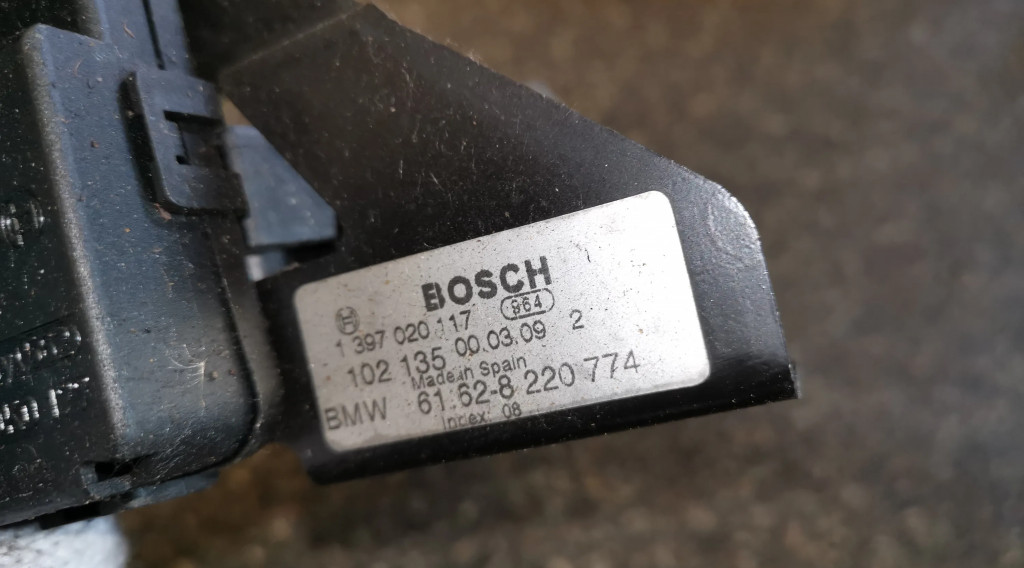 BOSCH
964
1 397 020 117
102 135 00.03.09 2
Made in Spain
BMW 61.62-8 220 774
Index: 08